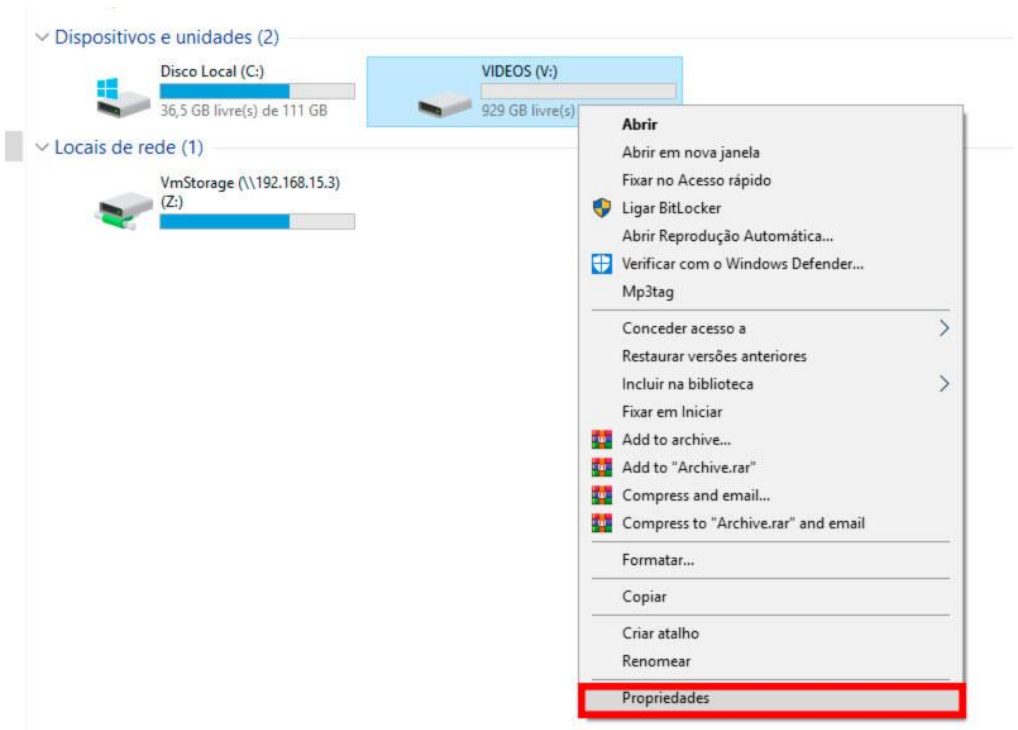 Dispositivos e unidades (2)
Disco Local (C:)
36,5 GB livre(s) de 111 GB
VIDEOS (V:)
929 GB livre(s)
Locais de rede (1)
VmStorage (\\192.168.15.3)
(Z:)
Abrir
Abrir em nova janela
Fixar no Acesso rápido
Ligar BitLocker
Abrir Reprodução Automática...
Verificar com o Windows Defender...
Mp3tag
Conceder acesso a
Restaurar versões anteriores
Incluir na biblioteca
Fixar em Iniciar
Add to archive...
Add to "Archive.rar"
Compress and email...
Compress to "Archive.rar" and email
Formatar...
Copiar
Criar atalho
Renomear
Propriedades